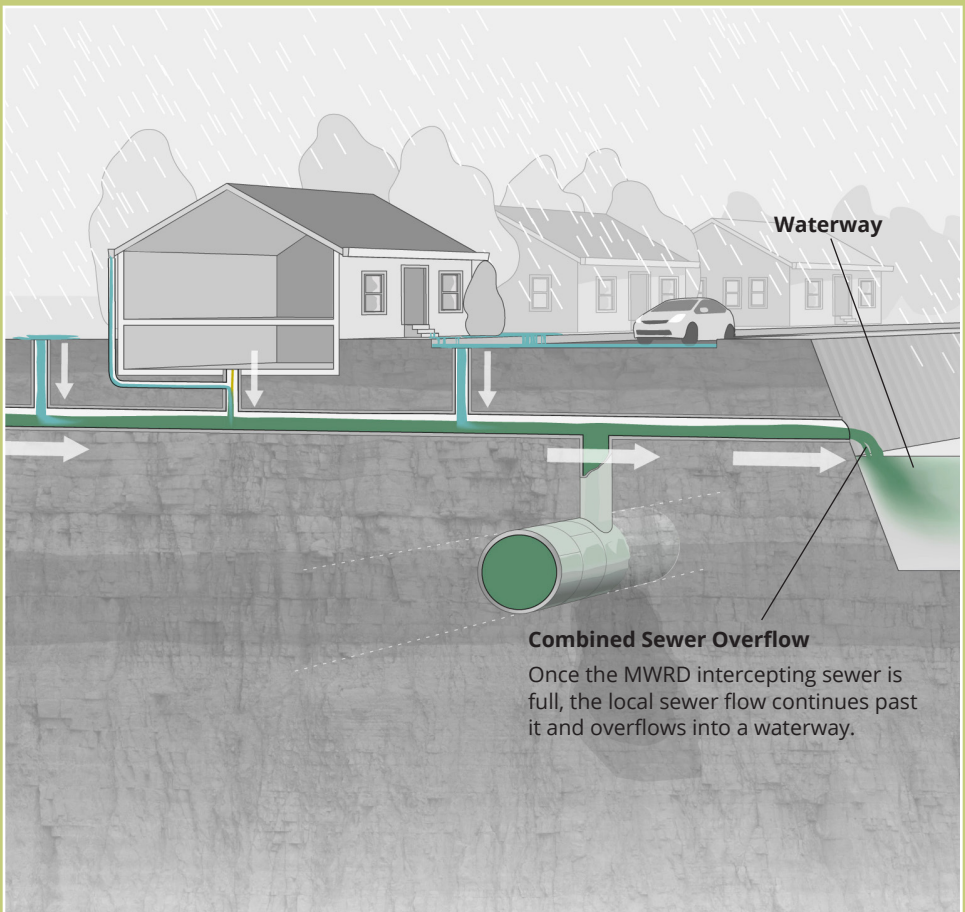 Waterway
Combined Sewer Overflow
Once the MWRD intercepting sewer is
full, the local sewer flow continues past
it and overflows into a waterway.